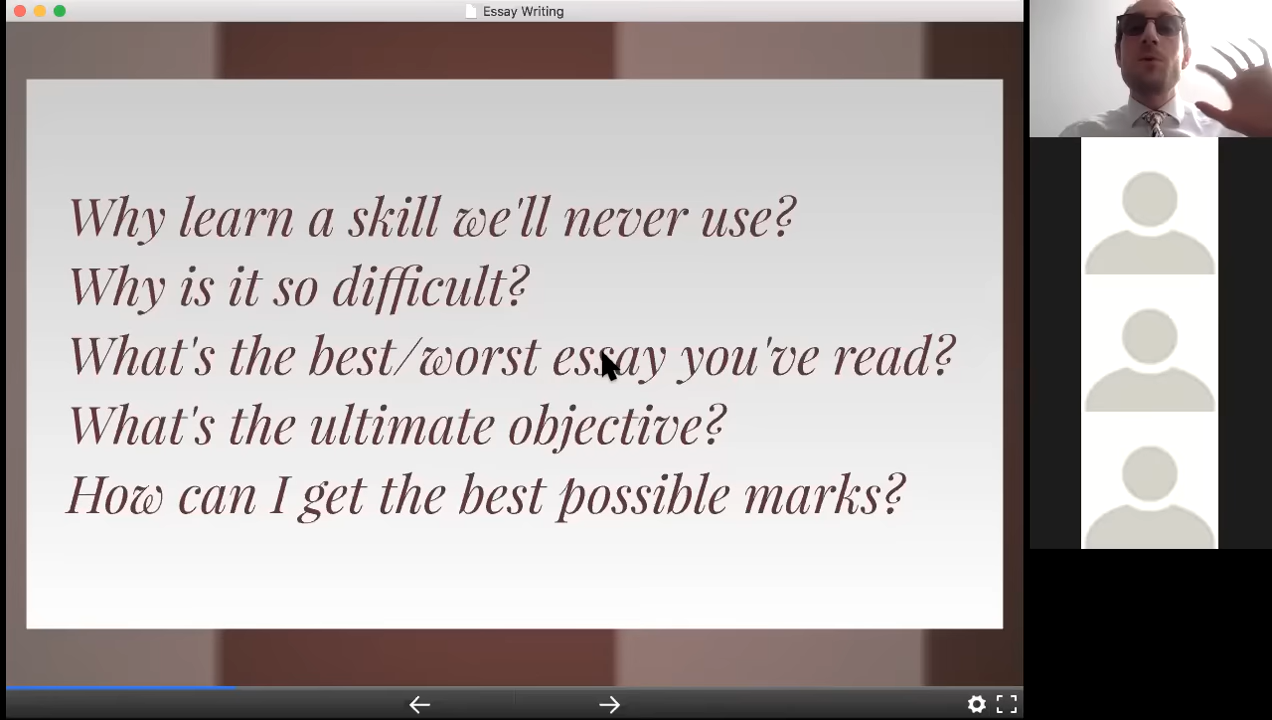 Essay Writing
Why learn a skill we'll never use?
Why is it so difficult?
What's the best/worst essay you've read?
What's the ultimate objective?
How can I get the best possible marks?